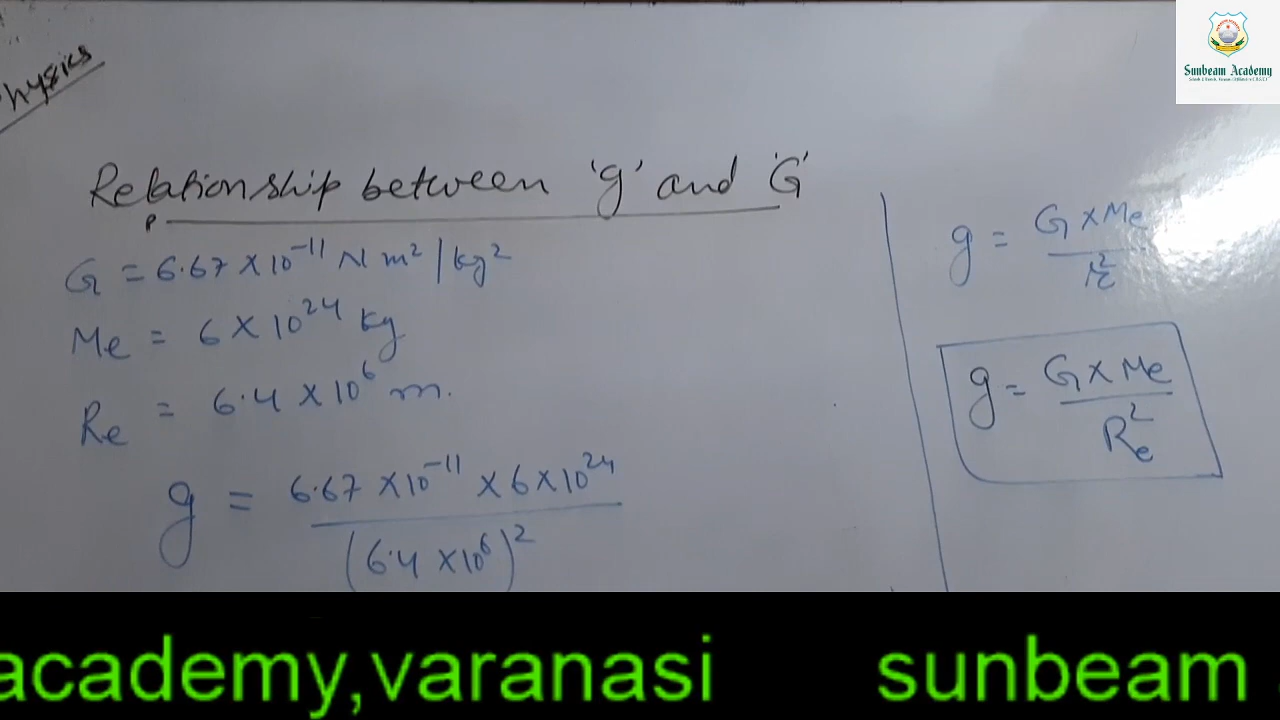 Physics
Sunbeam Academy
Relationship between 'g' and 'G'
P
G = 6.67 × 10⁻¹¹ N m² / kg²
Me = 6 × 10²⁴ kg
Re = 6.4 × 10⁶ m.
g = 6.67 × 10⁻¹¹ × 6 × 10²⁴
(6.4 × 10⁶)²
g = G × Me
r²
g = G × Me
Re²
academy,varanasi sunbeam